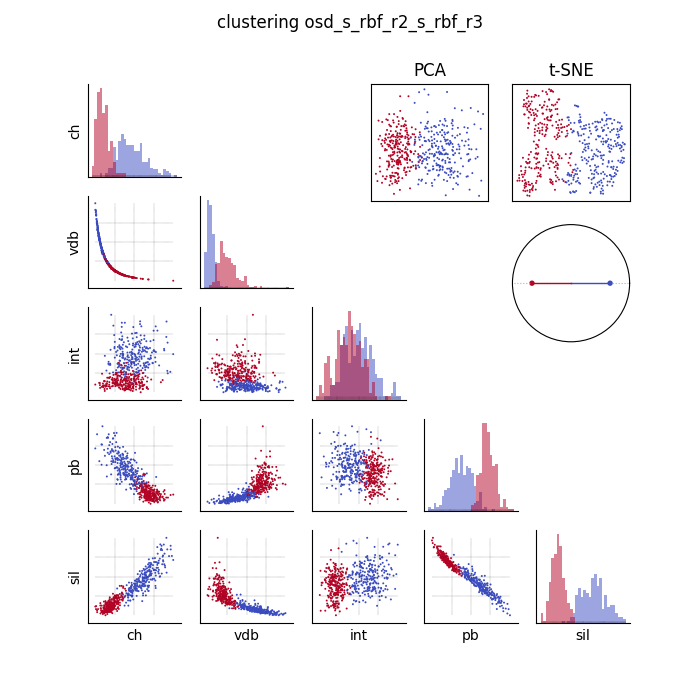 clustering osd_s_rbf_r2_s_rbf_r3
PCA
t-SNE
ch
vdb
int
pb
sil
ch
vdb
int
pb
sil